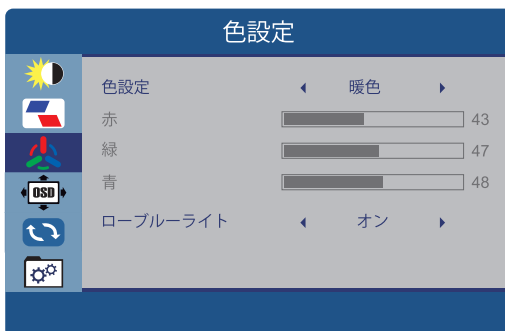 色設定
色設定 暖色
赤 43
緑 47
青 48
OSD
ローブルーライト オン